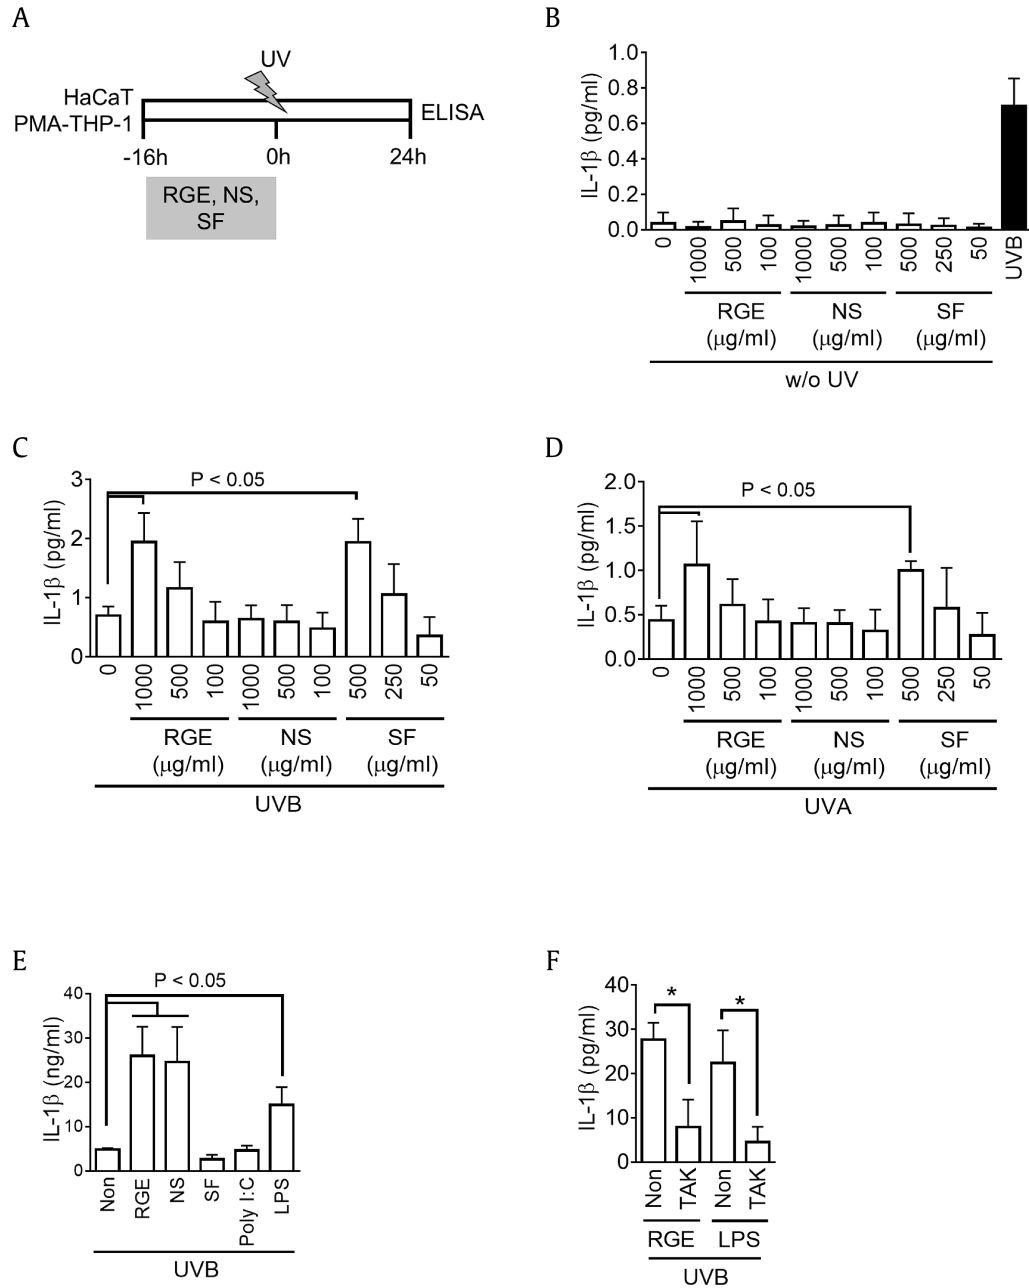 A
UV
HaCaT
PMA-THP-1
ELISA
-16h
0h
24h
RGE, NS,
SF
B
IL-1β (pg/ml)
1.0
0.8
0.6
0.4
0.2
0.0
0
1000
500
100
1000
500
100
500
250
50
UVB
RGE
(μg/ml)
NS
(μg/ml)
SF
(μg/ml)
w/o UV
C
IL-1β (pg/ml)
3
2
1
0
P < 0.05
0
1000
500
100
1000
500
100
500
250
50
RGE
(μg/ml)
NS
(μg/ml)
SF
(μg/ml)
UVB
D
IL-1β (pg/ml)
2.0
1.5
1.0
0.5
0.0
P < 0.05
0
1000
500
100
1000
500
100
500
250
50
RGE
(μg/ml)
NS
(μg/ml)
SF
(μg/ml)
UVA
E
IL-1β (ng/ml)
40
30
20
10
0
P < 0.05
Non
RGE
NS
SF
Poly I:C
LPS
UVB
F
IL-1β (pg/ml)
40
30
20
10
0
*
*
Non
TAK
Non
TAK
RGE
LPS
UVB